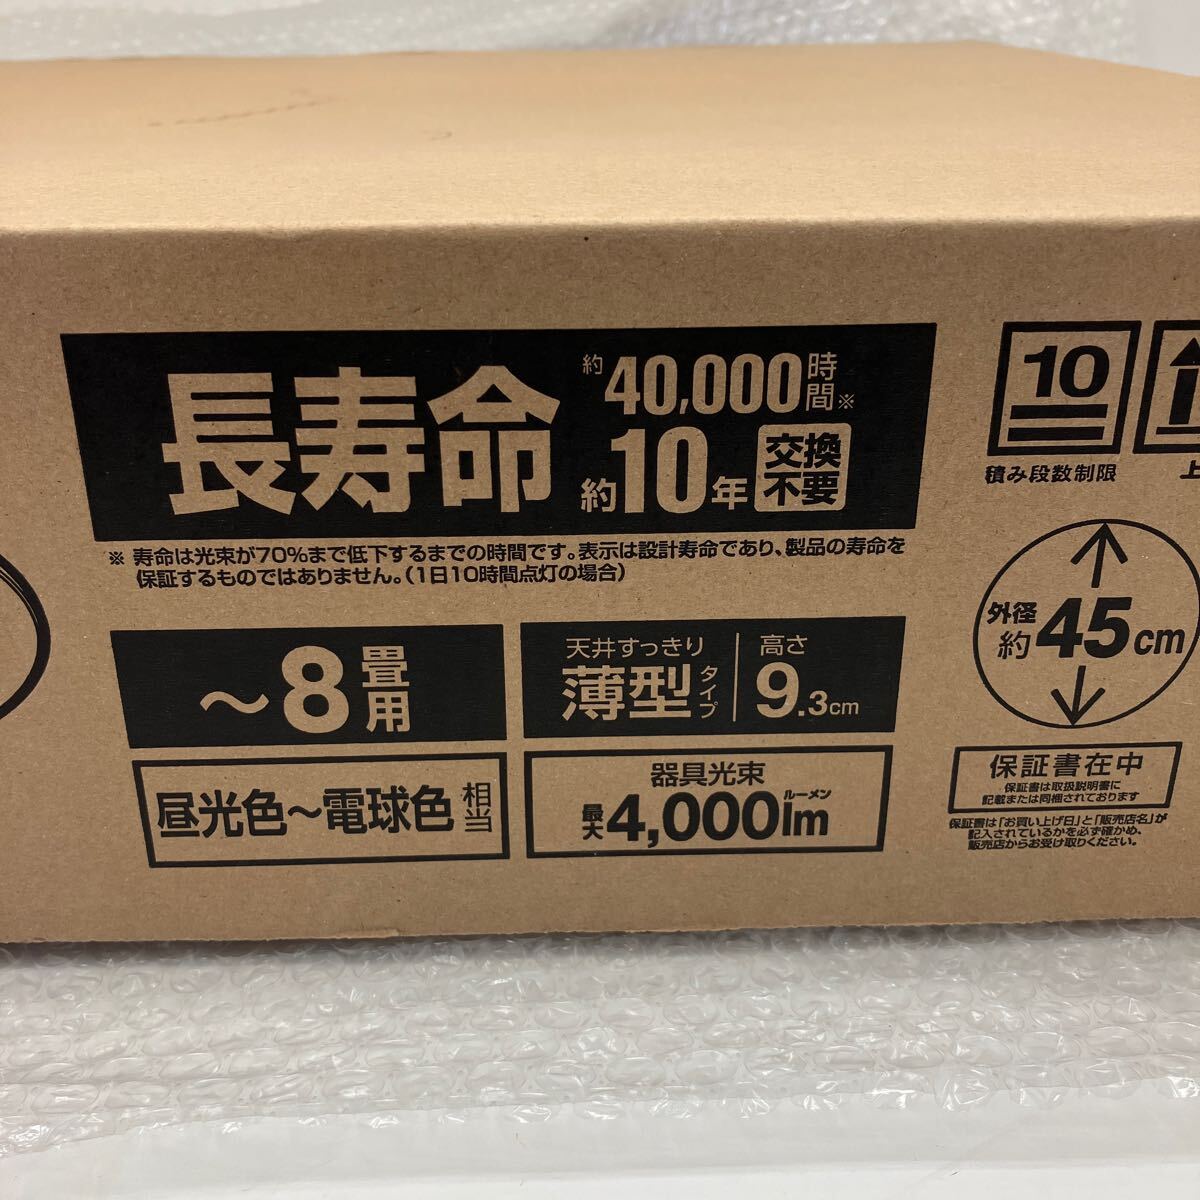 長寿命
約40,000時間※
約10年 交換不要
※ 寿命は光束が70%まで低下するまでの時間です。表示は設計寿命であり、製品の寿命を
保証するものではありません。(1日10時間点灯の場合)
～8畳用
天井すっきり
薄型タイプ
高さ
9.3cm
昼光色～電球色相当
器具光束
最大4,000lm
ルーメン
10
積み段数制限
上
外径
約45cm
保証書在中
保証書は取扱説明書に
記載または同梱されております
保証書は「お買い上げ日」と「販売店名」が
記入されているかを必ず確かめ、
販売店からお受け取りください。